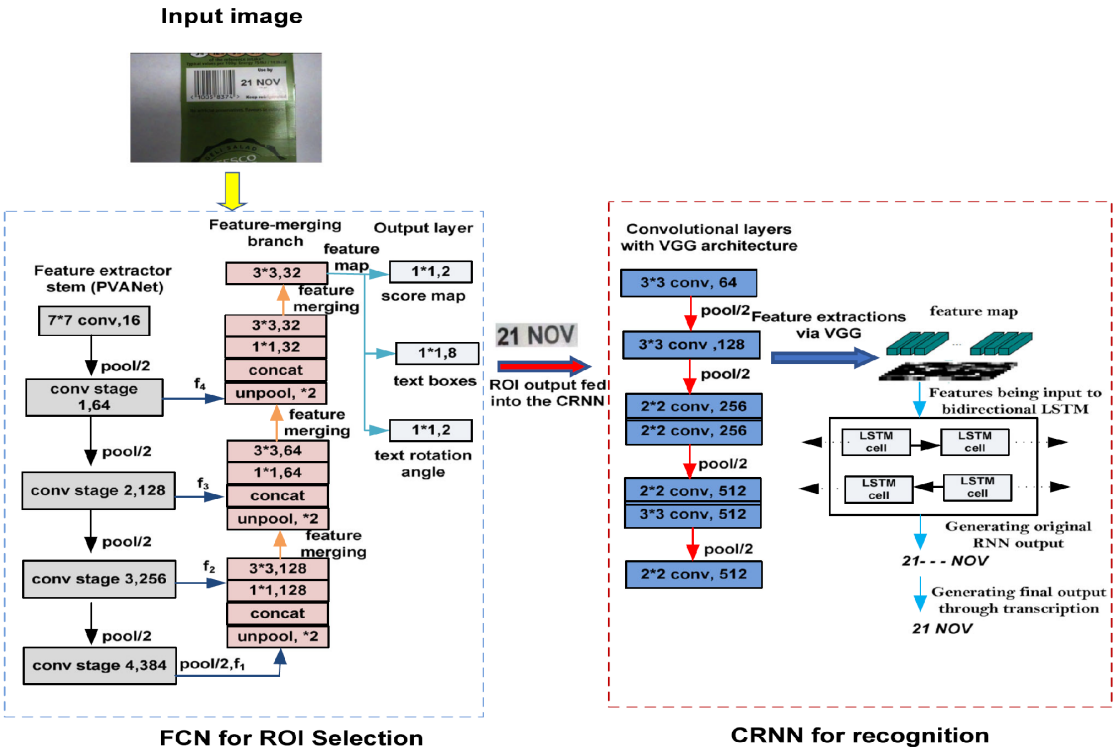 Input image
Use by
21 NOV
FCN for ROI Selection
Feature extractor
stem (PVANet)
7*7 conv,16
pool/2
conv stage
1,64
pool/2
conv stage 2,128
pool/2
conv stage 3,256
pool/2
conv stage 4,384
f4
f3
f2
pool/2,f1
Feature-merging
branch
3*3,32
feature
merging
3*3,32
1*1,32
concat
unpool, *2
feature
merging
3*3,64
1*1,64
concat
unpool, *2
feature
merging
3*3,128
1*1,128
concat
unpool, *2
Output layer
feature
map
1*1,2
score map
1*1,8
text boxes
1*1,2
text rotation
angle
21 NOV
ROI output fed
into the CRNN
Convolutional layers
with VGG architecture
3*3 conv, 64
pool/2
3*3 conv ,128
pool/2
2*2 conv, 256
2*2 conv, 256
pool/2
2*2 conv, 512
3*3 conv, 512
pool/2
2*2 conv, 512
Feature extractions
via VGG
feature map
...
Features being input to
bidirectional LSTM
LSTM
cell
LSTM
cell
LSTM
cell
LSTM
cell
Generating original
RNN output
21- - - NOV
Generating final output
through transcription
21 NOV
CRNN for recognition